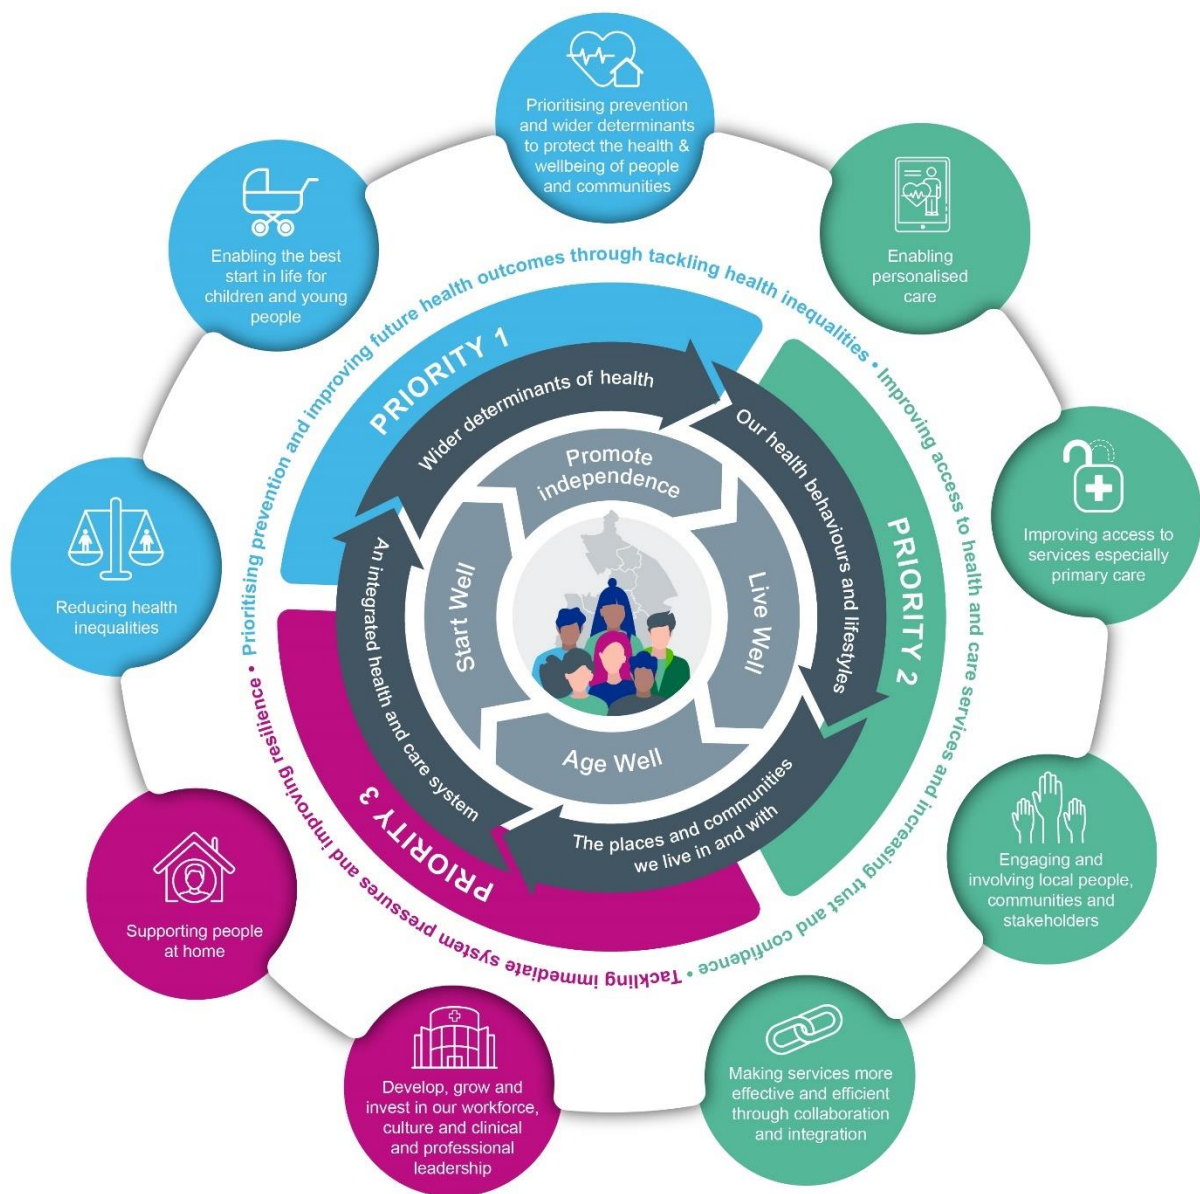 Prioritising prevention
and wider determinants
to protect the health &
wellbeing of people
and communities
Enabling
personalised
care
Improving access to
services especially
primary care
Engaging and
involving local people,
communities and
stakeholders
Making services more
effective and efficient
through collaboration
and integration
Develop, grow and
invest in our workforce,
culture and clinical
and professional
leadership
Supporting people
at home
Reducing health
inequalities
Enabling the best
start in life for
children and young
people
• Prioritising prevention and improving future health outcomes through tackling health inequalities
• Improving access to health and care services and increasing trust and confidence
• Tackling immediate system pressures and improving resilience
PRIORITY 1
PRIORITY 2
PRIORITY 3
Wider determinants of health
Our health behaviours and lifestyles
The places and communities
we live in and with
An integrated health and care system
Promote
independence
Live Well
Age Well
Start Well